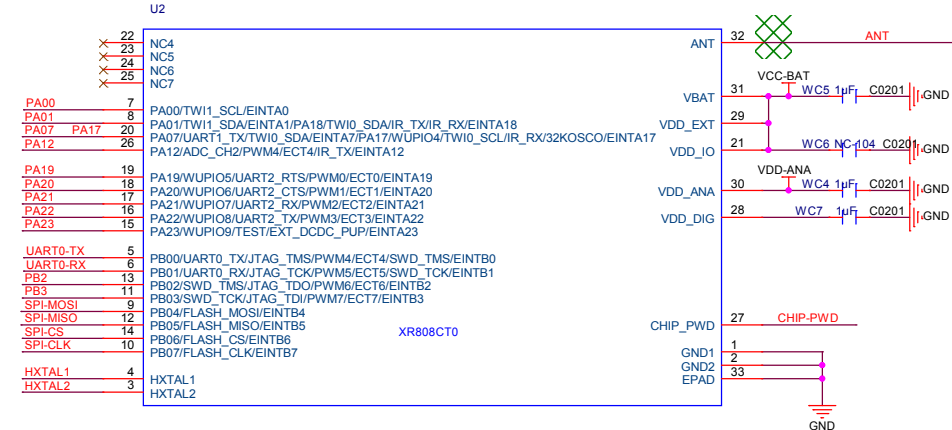 U2
22 NC4
23 NC5
24 NC6
25 NC7
PA00 7 PA00/TWI1_SCL/EINTA0
PA01 8 PA01/TWI1_SDA/EINTA1/PA18/TWI0_SDA/IR_TX/IR_RX/EINTA18
PA07 PA17 20 PA07/UART1_TX/TWI0_SDA/EINTA7/PA17/WUPIO4/TWI0_SCL/IR_RX/32KOSCO/EINTA17
PA12 26 PA12/ADC_CH2/PWM4/ECT4/IR_TX/EINTA12
PA19 19 PA19/WUPIO5/UART2_RTS/PWM0/ECT0/EINTA19
PA20 18 PA20/WUPIO6/UART2_CTS/PWM1/ECT1/EINTA20
PA21 17 PA21/WUPIO7/UART2_RX/PWM2/ECT2/EINTA21
PA22 16 PA22/WUPIO8/UART2_TX/PWM3/ECT3/EINTA22
PA23 15 PA23/WUPIO9/TEST/EXT_DCDC_PUP/EINTA23
UART0-TX 5 PB00/UART0_TX/JTAG_TMS/PWM4/ECT4/SWD_TMS/EINTB0
UART0-RX 6 PB01/UART0_RX/JTAG_TCK/PWM5/ECT5/SWD_TCK/EINTB1
PB2 13 PB02/SWD_TMS/JTAG_TDO/PWM6/ECT6/EINTB2
PB3 11 PB03/SWD_TCK/JTAG_TDI/PWM7/ECT7/EINTB3
SPI-MOSI 9 PB04/FLASH_MOSI/EINTB4
SPI-MISO 12 PB05/FLASH_MISO/EINTB5
SPI-CS 14 PB06/FLASH_CS/EINTB6
SPI-CLK 10 PB07/FLASH_CLK/EINTB7
HXTAL1 4 HXTAL1
HXTAL2 3 HXTAL2
XR808CT0
ANT 32 ANT
VCC-BAT
VBAT 31 WC5 1uF C0201 GND
VDD_EXT 29
VDD_IO 21 WC6 NC-104 C0201 GND
VDD-ANA
VDD_ANA 30 WC4 1uF C0201 GND
VDD_DIG 28 WC7 1uF C0201 GND
CHIP_PWD 27 CHIP-PWD
GND1 1
GND2 2
EPAD 33
GND